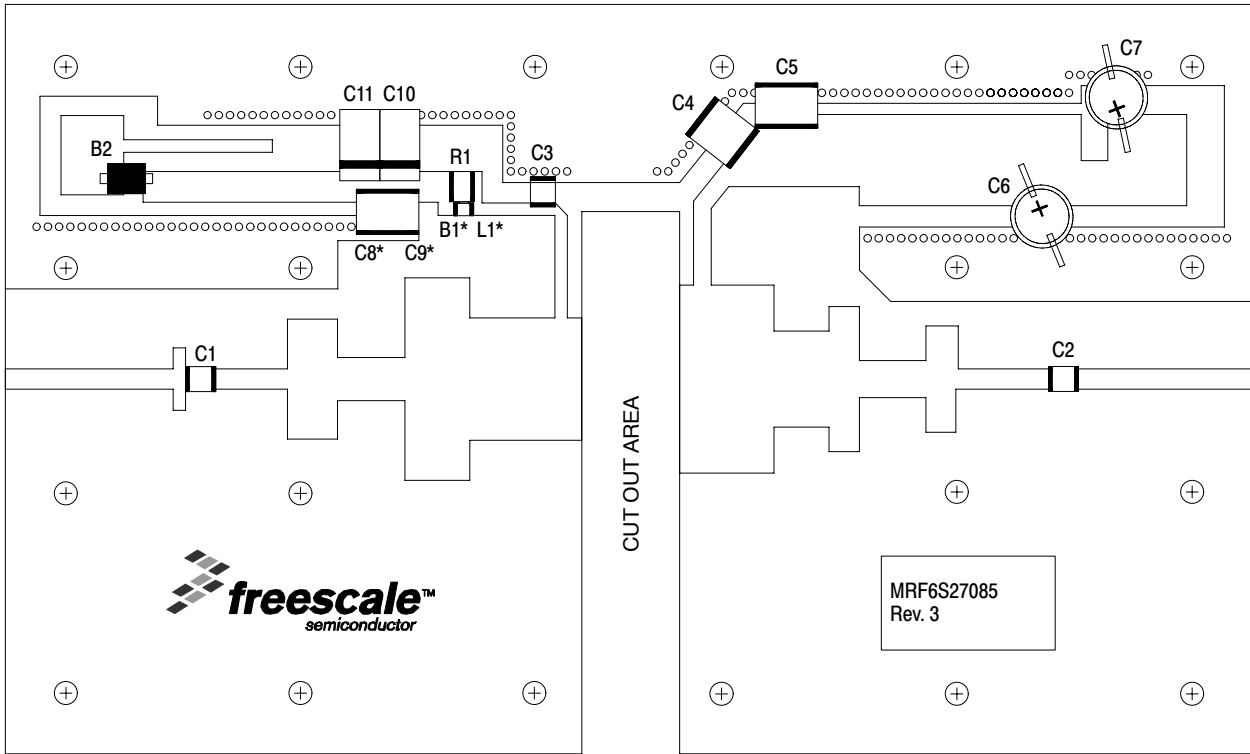 C7
C5
C11 C10
C4
B2
R1
C3
C6
B1* L1*
C8* C9*
C1
C2
CUT OUT AREA
freescale™
semiconductor
MRF6S27085
Rev. 3